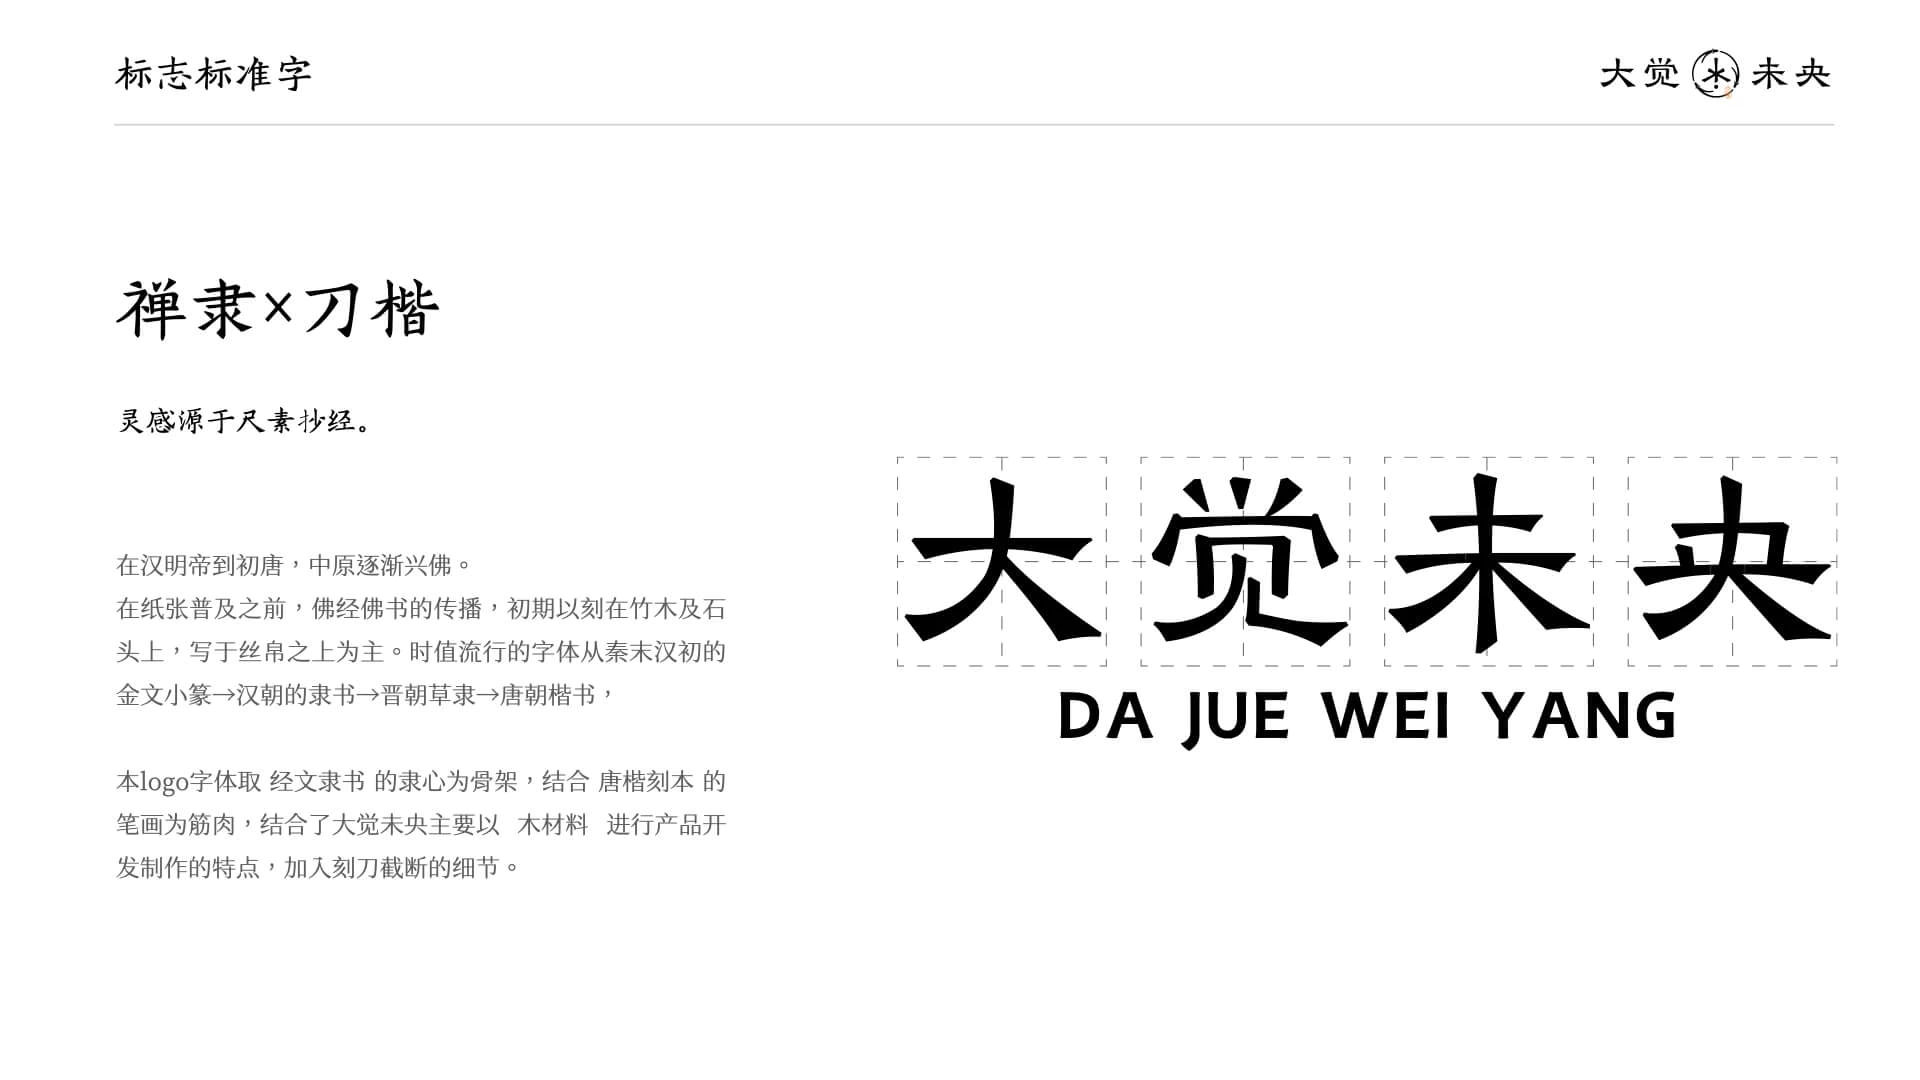 标志标准字
大觉未央
禅隶×刀楷
灵感源于尺素抄经。
在汉明帝到初唐，中原逐渐兴佛。
在纸张普及之前，佛经佛书的传播，初期以刻在竹木及石
头上，写于丝帛之上为主。时值流行的字体从秦末汉初的
金文小篆→汉朝的隶书→晋朝草隶→唐朝楷书，
本logo字体取 经文隶书 的隶心为骨架，结合 唐楷刻本 的
笔画为筋肉，结合了大觉未央主要以 木材料 进行产品开
发制作的特点，加入刻刀截断的细节。
大觉未央
DA JUE WEI YANG